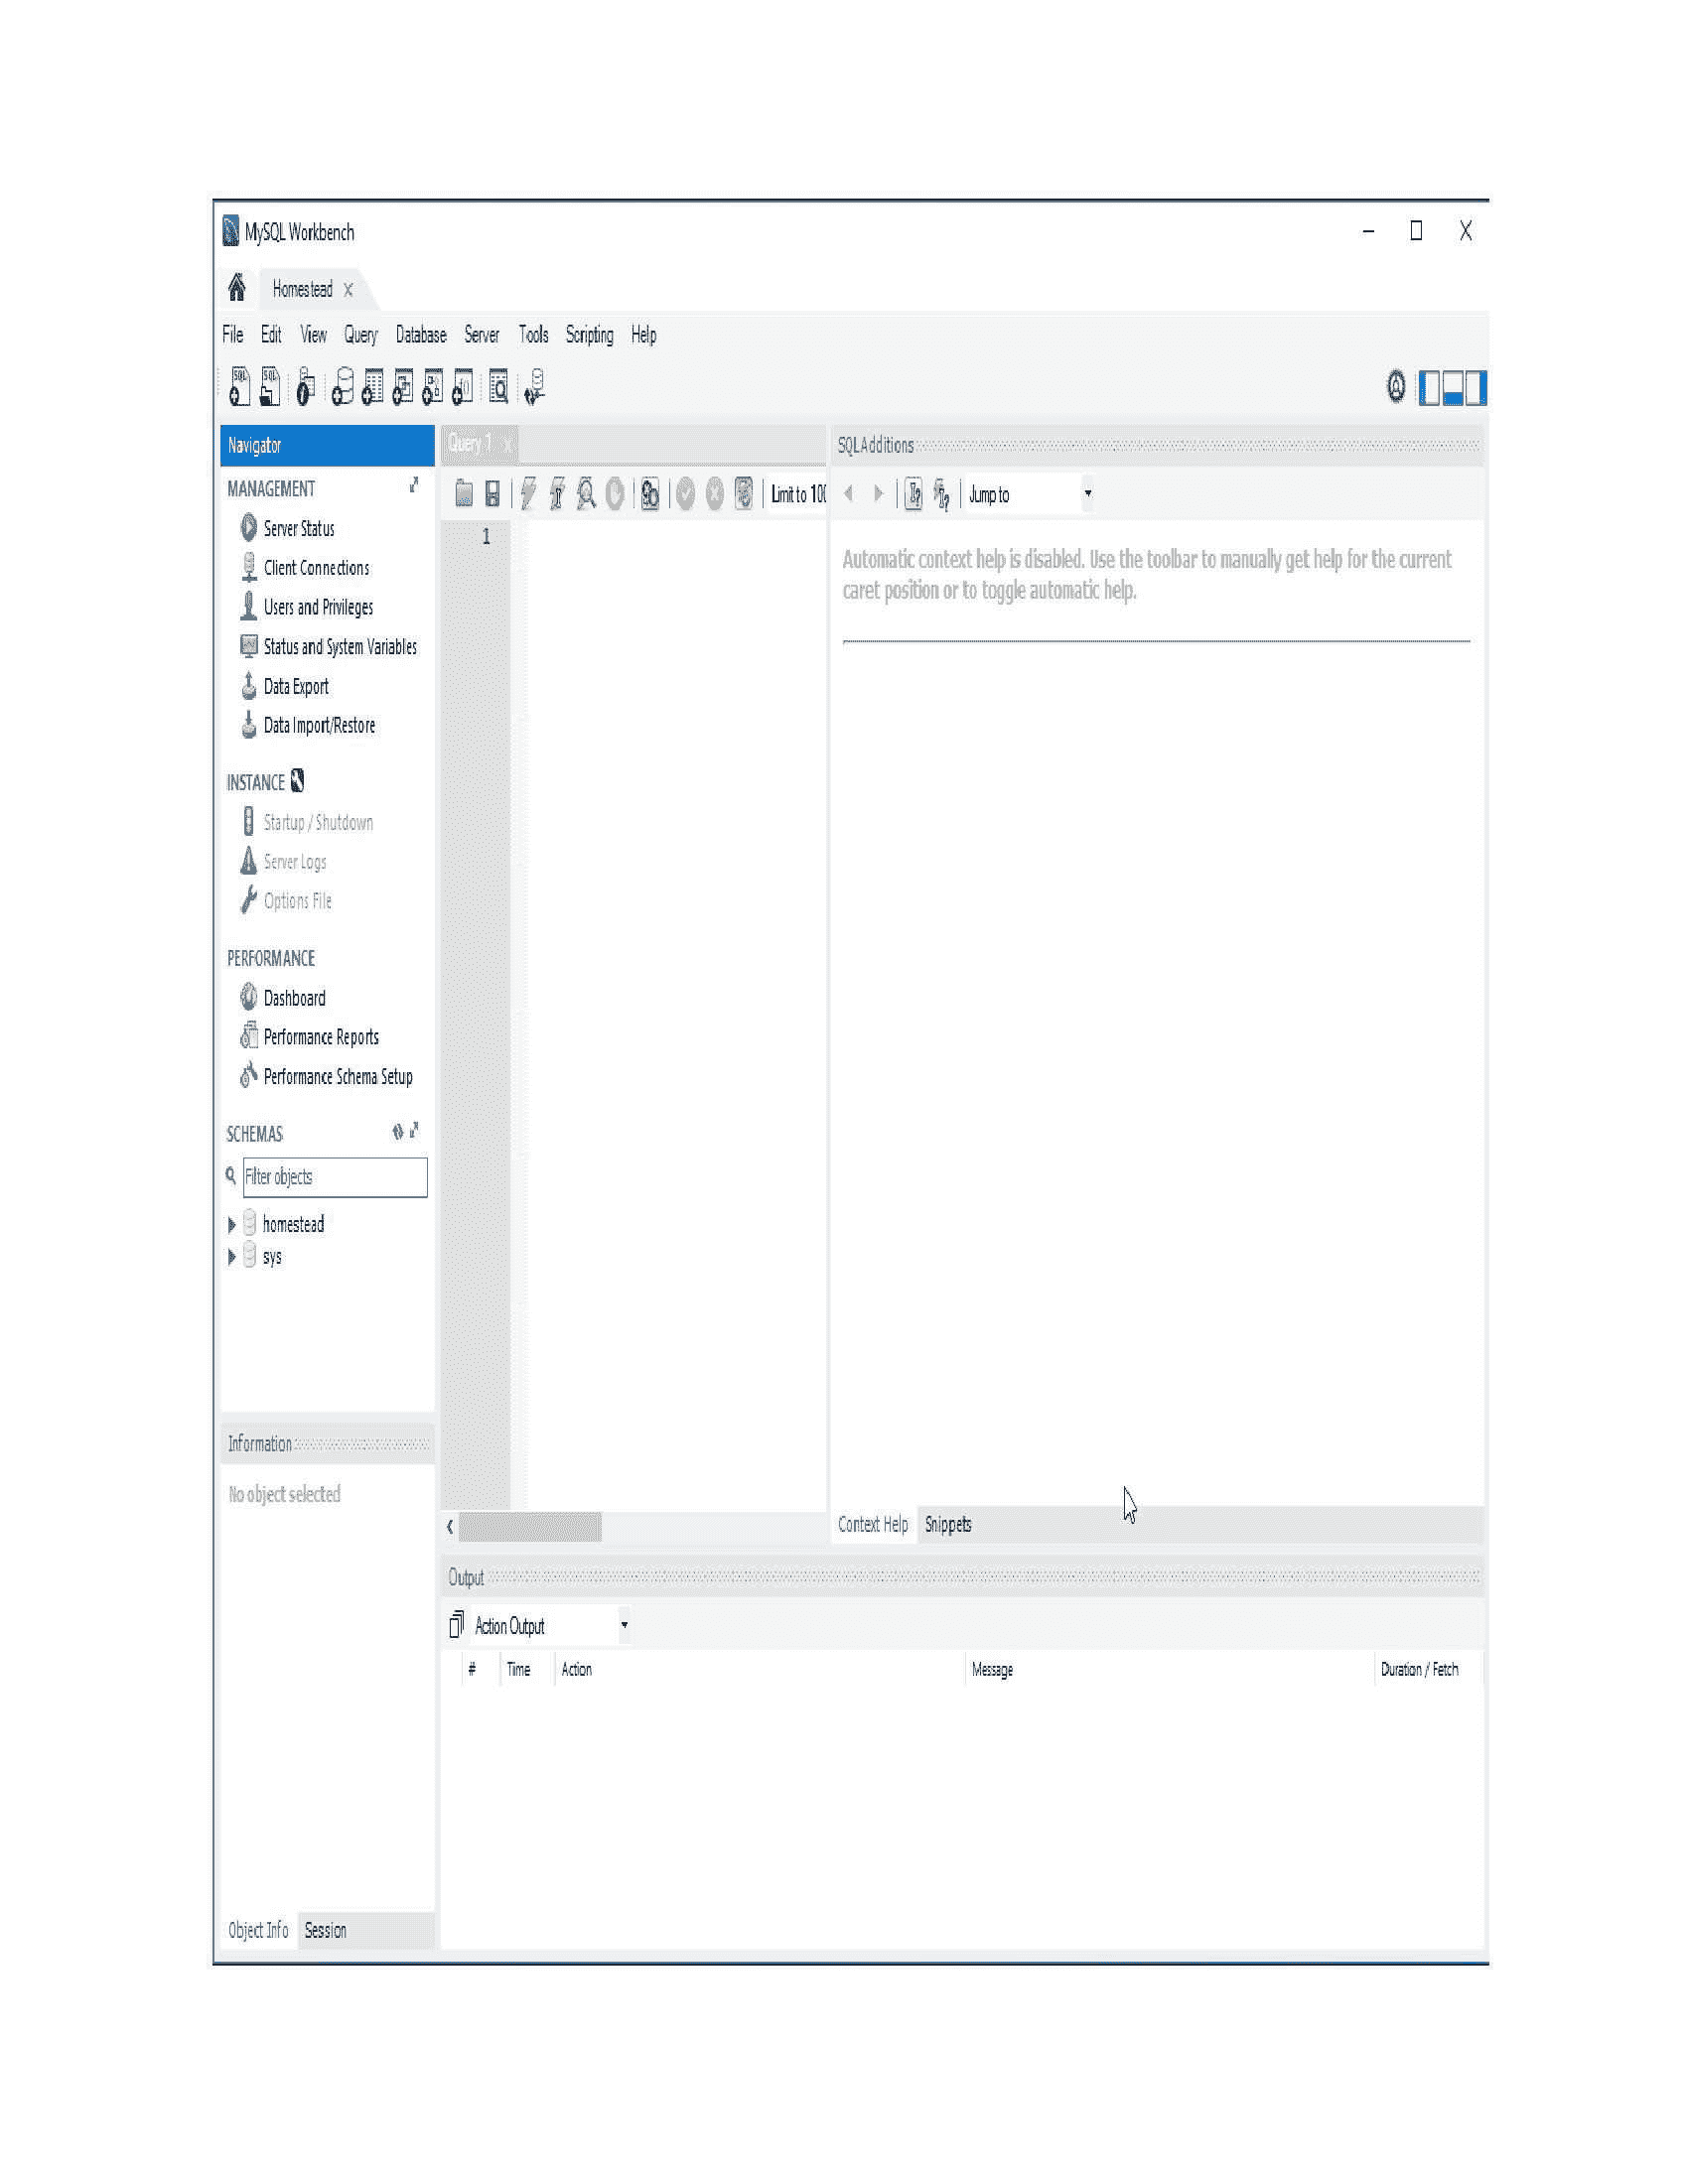 MySQL Workbench
Homestead
File Edit View Query Database Server Tools Scripting Help
Navigator
MANAGEMENT
Server Status
Client Connections
Users and Privileges
Status and System Variables
Data Export
Data Import/Restore
INSTANCE
Startup / Shutdown
Server Logs
Options File
PERFORMANCE
Dashboard
Performance Reports
Performance Schema Setup
SCHEMAS
Filter objects
homestead
sys
Information
No object selected
Object Info Session
Query 1
Limit to 100
1
SQLAdditions
Jump to
Automatic context help is disabled. Use the toolbar to manually get help for the current
caret position or to toggle automatic help.
Context Help Snippets
Output
Action Output
# Time Action Message Duration / Fetch